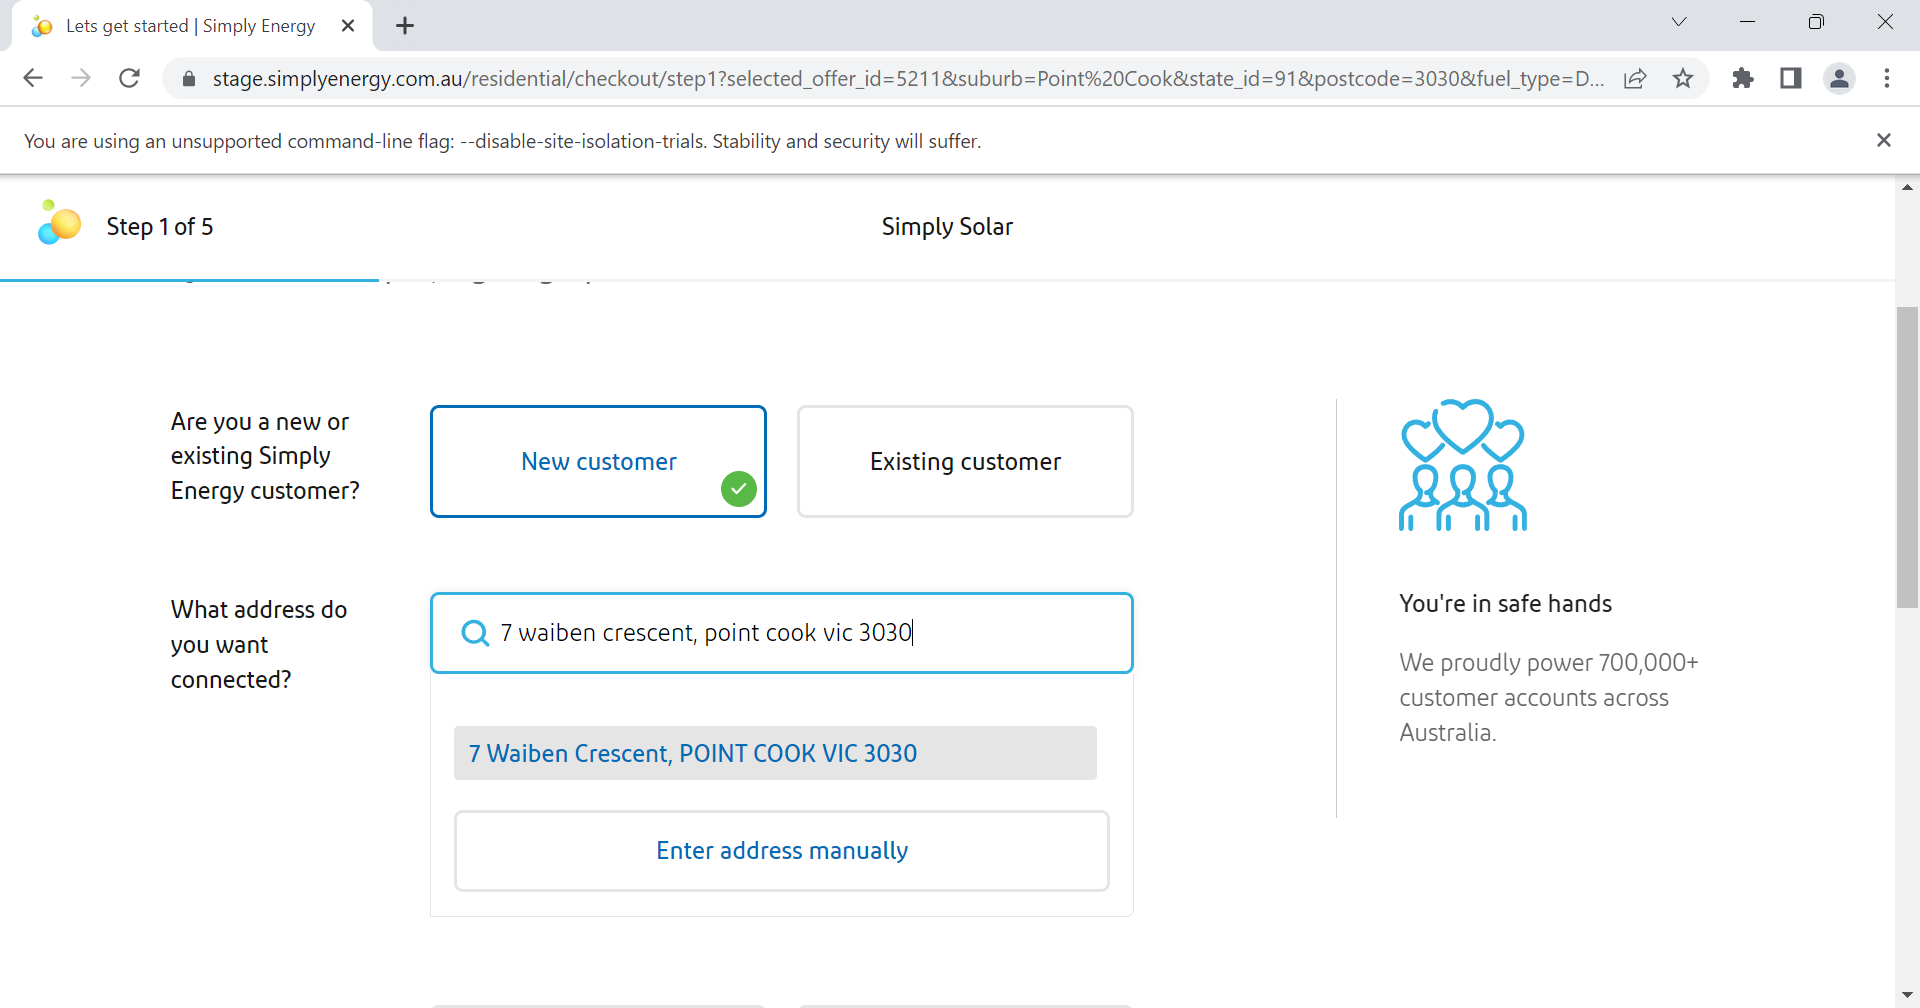 Lets get started | Simply Energy
stage.simplyenergy.com.au/residential/checkout/step1?selected_offer_id=5211&suburb=Point%20Cook&state_id=91&postcode=3030&fuel_type=D...
You are using an unsupported command-line flag: --disable-site-isolation-trials. Stability and security will suffer.
Step 1 of 5
Simply Solar
Are you a new or
existing Simply
Energy customer?
New customer
Existing customer
What address do
you want
connected?
7 waiben crescent, point cook vic 3030
7 Waiben Crescent, POINT COOK VIC 3030
Enter address manually
You're in safe hands
We proudly power 700,000+
customer accounts across
Australia.